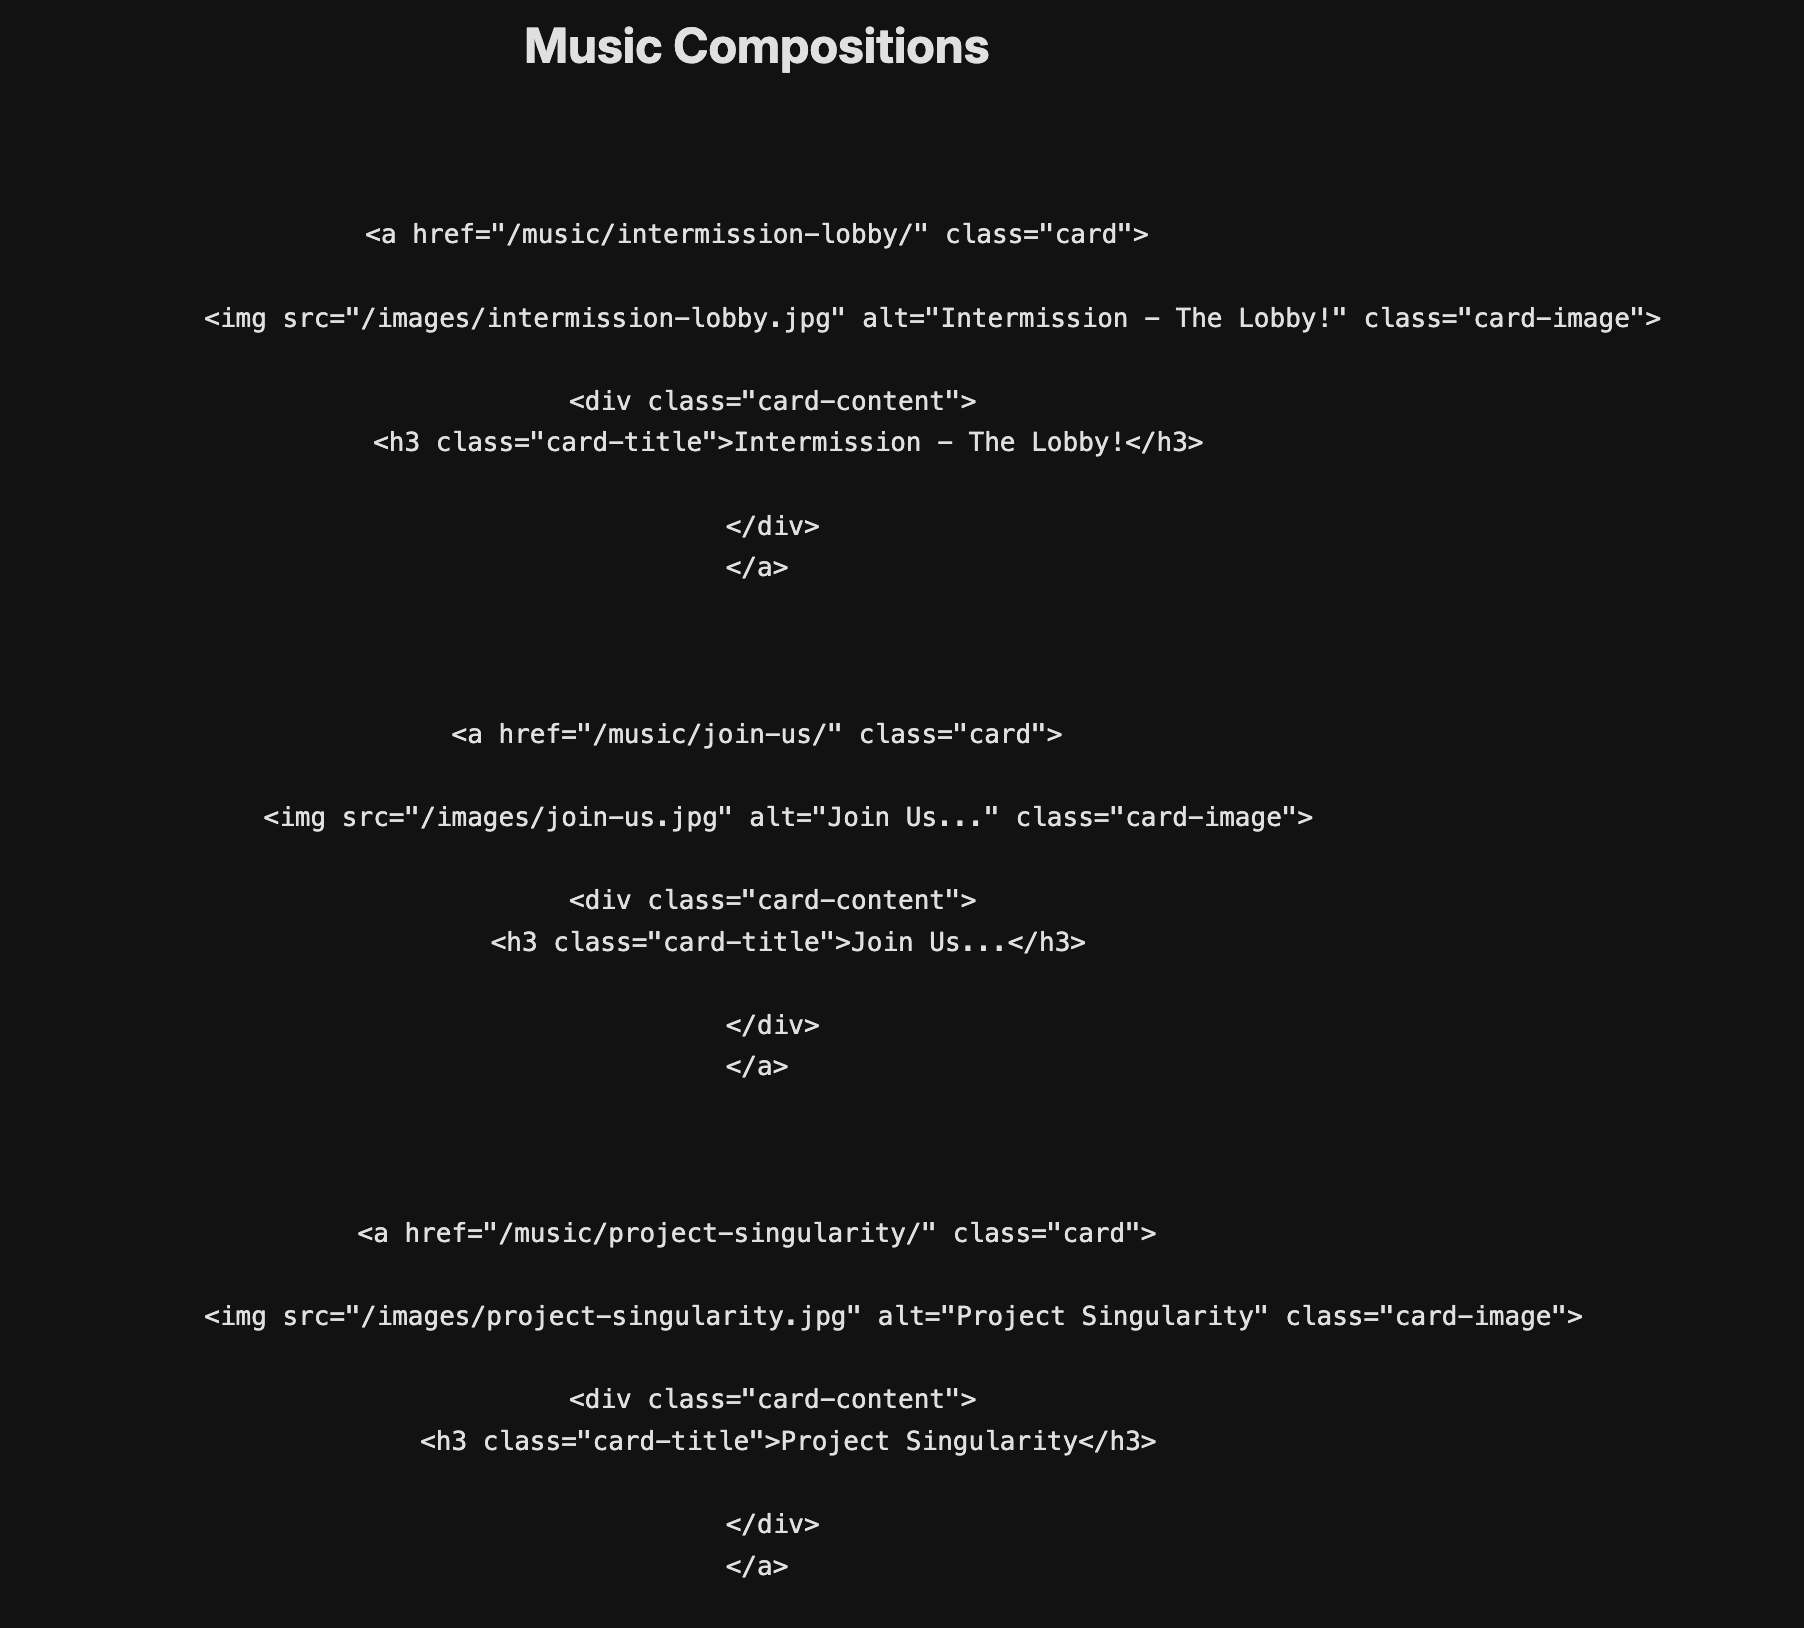 Music Compositions
<a href="/music/intermission-lobby/" class="card">
<img src="/images/intermission-lobby.jpg" alt="Intermission - The Lobby!" class="card-image">
<div class="card-content">
<h3 class="card-title">Intermission - The Lobby!</h3>
</div>
</a>
<a href="/music/join-us/" class="card">
<img src="/images/join-us.jpg" alt="Join Us..." class="card-image">
<div class="card-content">
<h3 class="card-title">Join Us...</h3>
</div>
</a>
<a href="/music/project-singularity/" class="card">
<img src="/images/project-singularity.jpg" alt="Project Singularity" class="card-image">
<div class="card-content">
<h3 class="card-title">Project Singularity</h3>
</div>
</a>